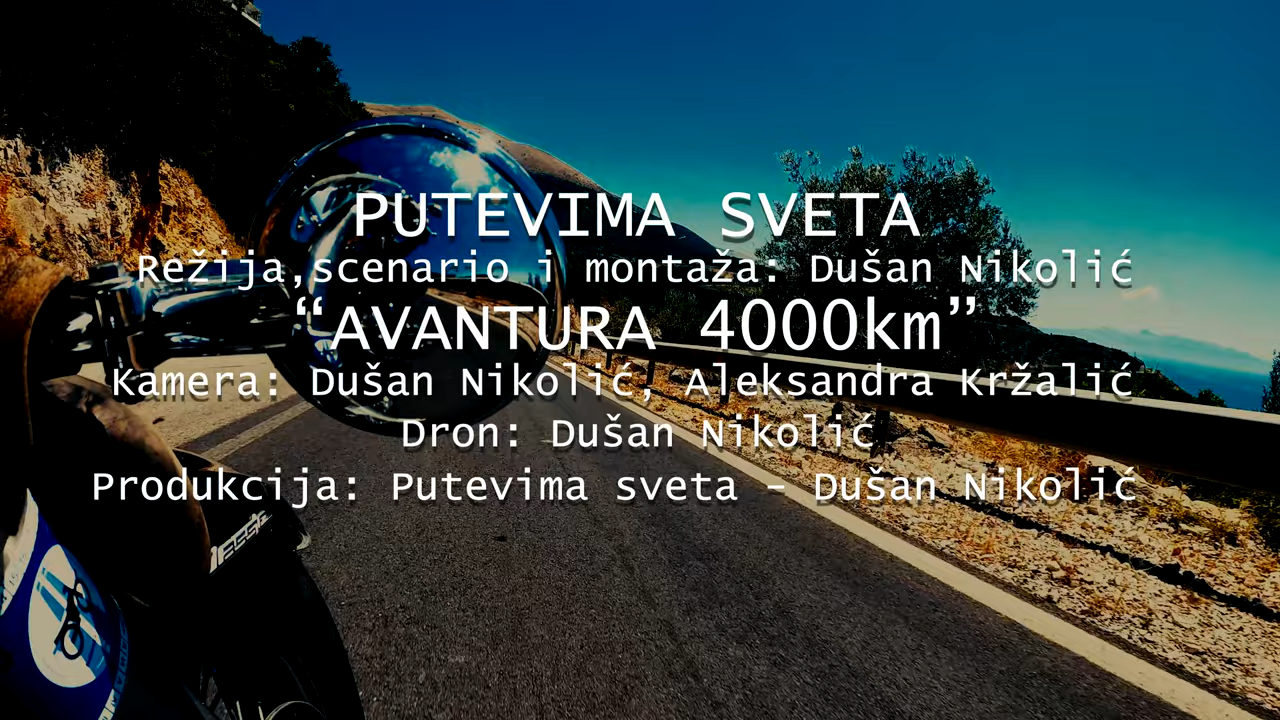 PUTEVIMA SVETA
Režija,scenario i montaža: Dušan Nikolić
“AVANTURA 4000km”
Kamera: Dušan Nikolić, Aleksandra Kržalić
Dron: Dušan Nikolić
Produkcija: Putevima sveta - Dušan Nikolić